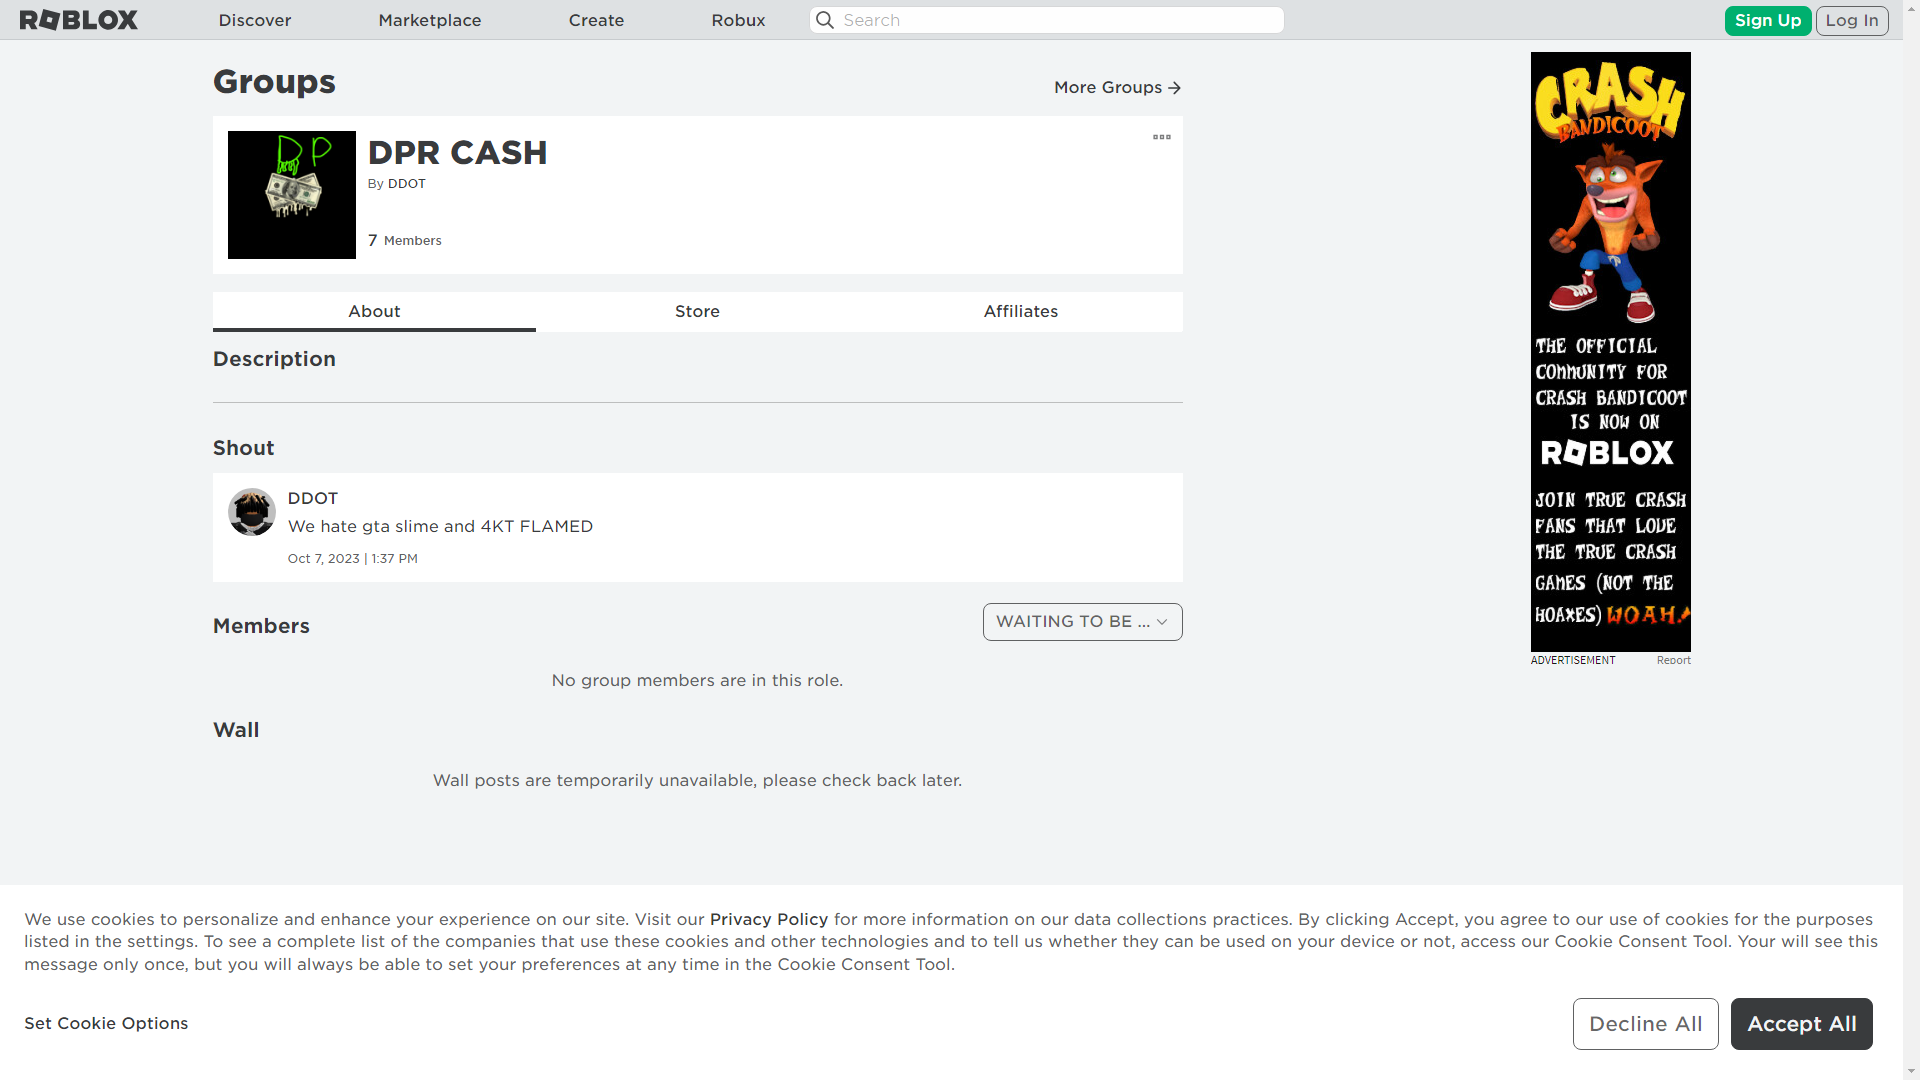 ROBLOX
Discover
Marketplace
Create
Robux
Search
Sign Up
Log In
Groups
More Groups
DP
DPR CASH
By DDOT
7 Members
About
Store
Affiliates
Description
Shout
DDOT
We hate gta slime and 4KT FLAMED
Oct 7, 2023 | 1:37 PM
Members
WAITING TO BE ...
No group members are in this role.
Wall
Wall posts are temporarily unavailable, please check back later.
CRASH
BANDICOOT
THE OFFICIAL
COMMUNITY FOR
CRASH BANDICOOT
IS NOW ON
ROBLOX
JOIN TRUE CRASH
FANS THAT LOVE
THE TRUE CRASH
GAMES (NOT THE
HOAXES) WOAH!
ADVERTISEMENT
Report
We use cookies to personalize and enhance your experience on our site. Visit our Privacy Policy for more information on our data collections practices. By clicking Accept, you agree to our use of cookies for the purposes
listed in the settings. To see a complete list of the companies that use these cookies and other technologies and to tell us whether they can be used on your device or not, access our Cookie Consent Tool. Your will see this
message only once, but you will always be able to set your preferences at any time in the Cookie Consent Tool.
Set Cookie Options
Decline All
Accept All